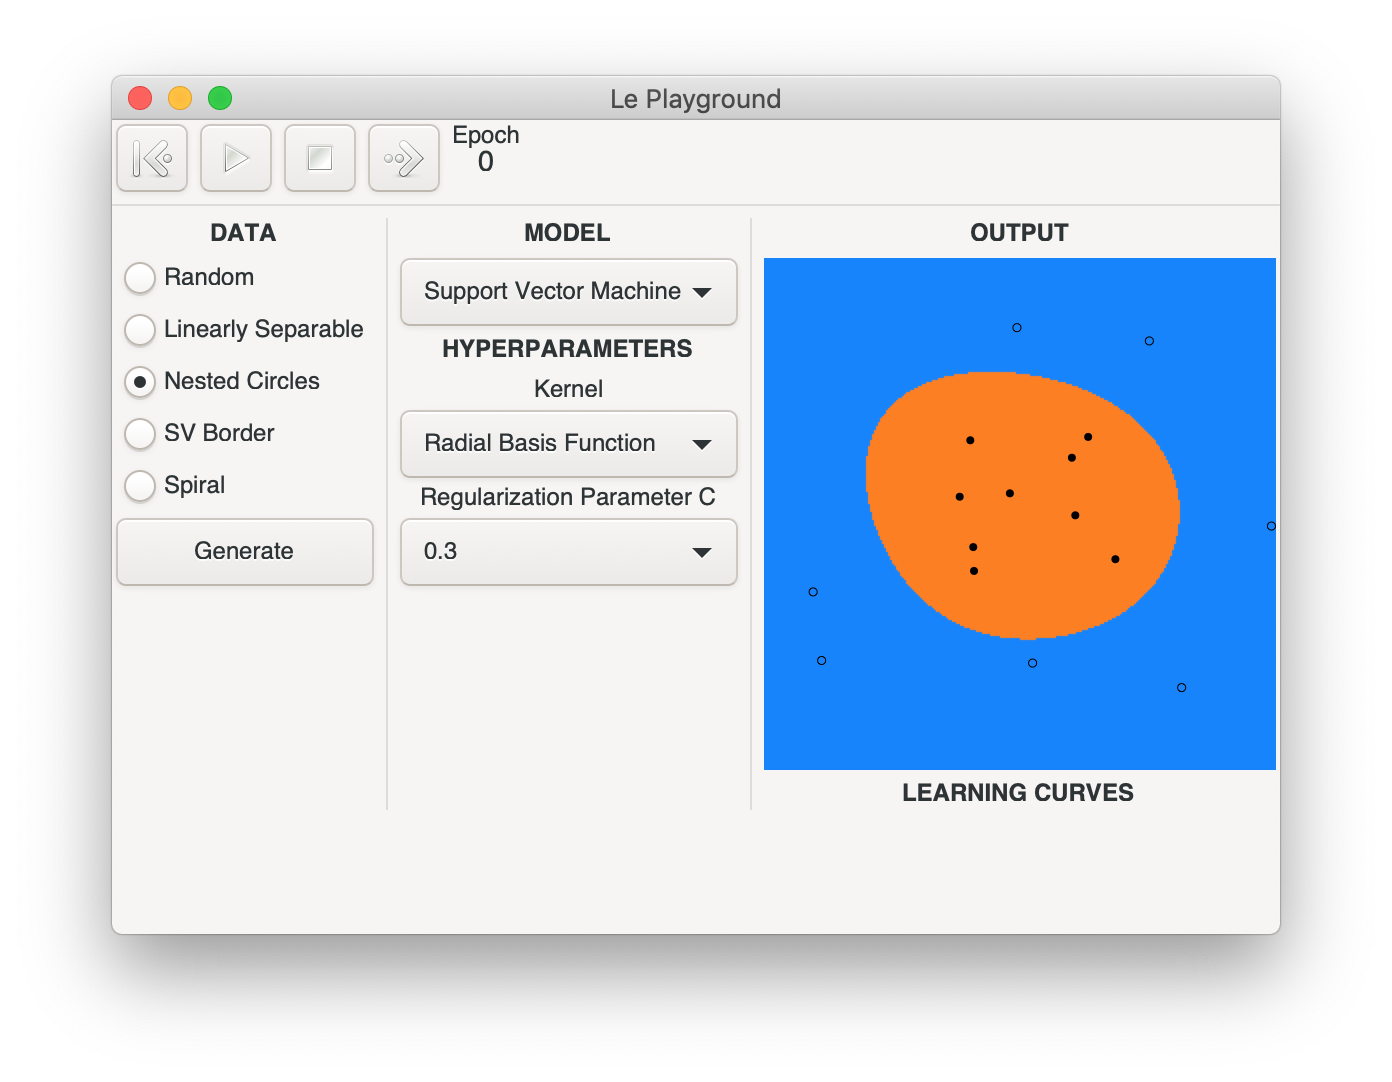 Le Playground
Epoch
0
DATA
Random
Linearly Separable
Nested Circles
SV Border
Spiral
Generate
MODEL
Support Vector Machine
HYPERPARAMETERS
Kernel
Radial Basis Function
Regularization Parameter C
0.3
OUTPUT
LEARNING CURVES